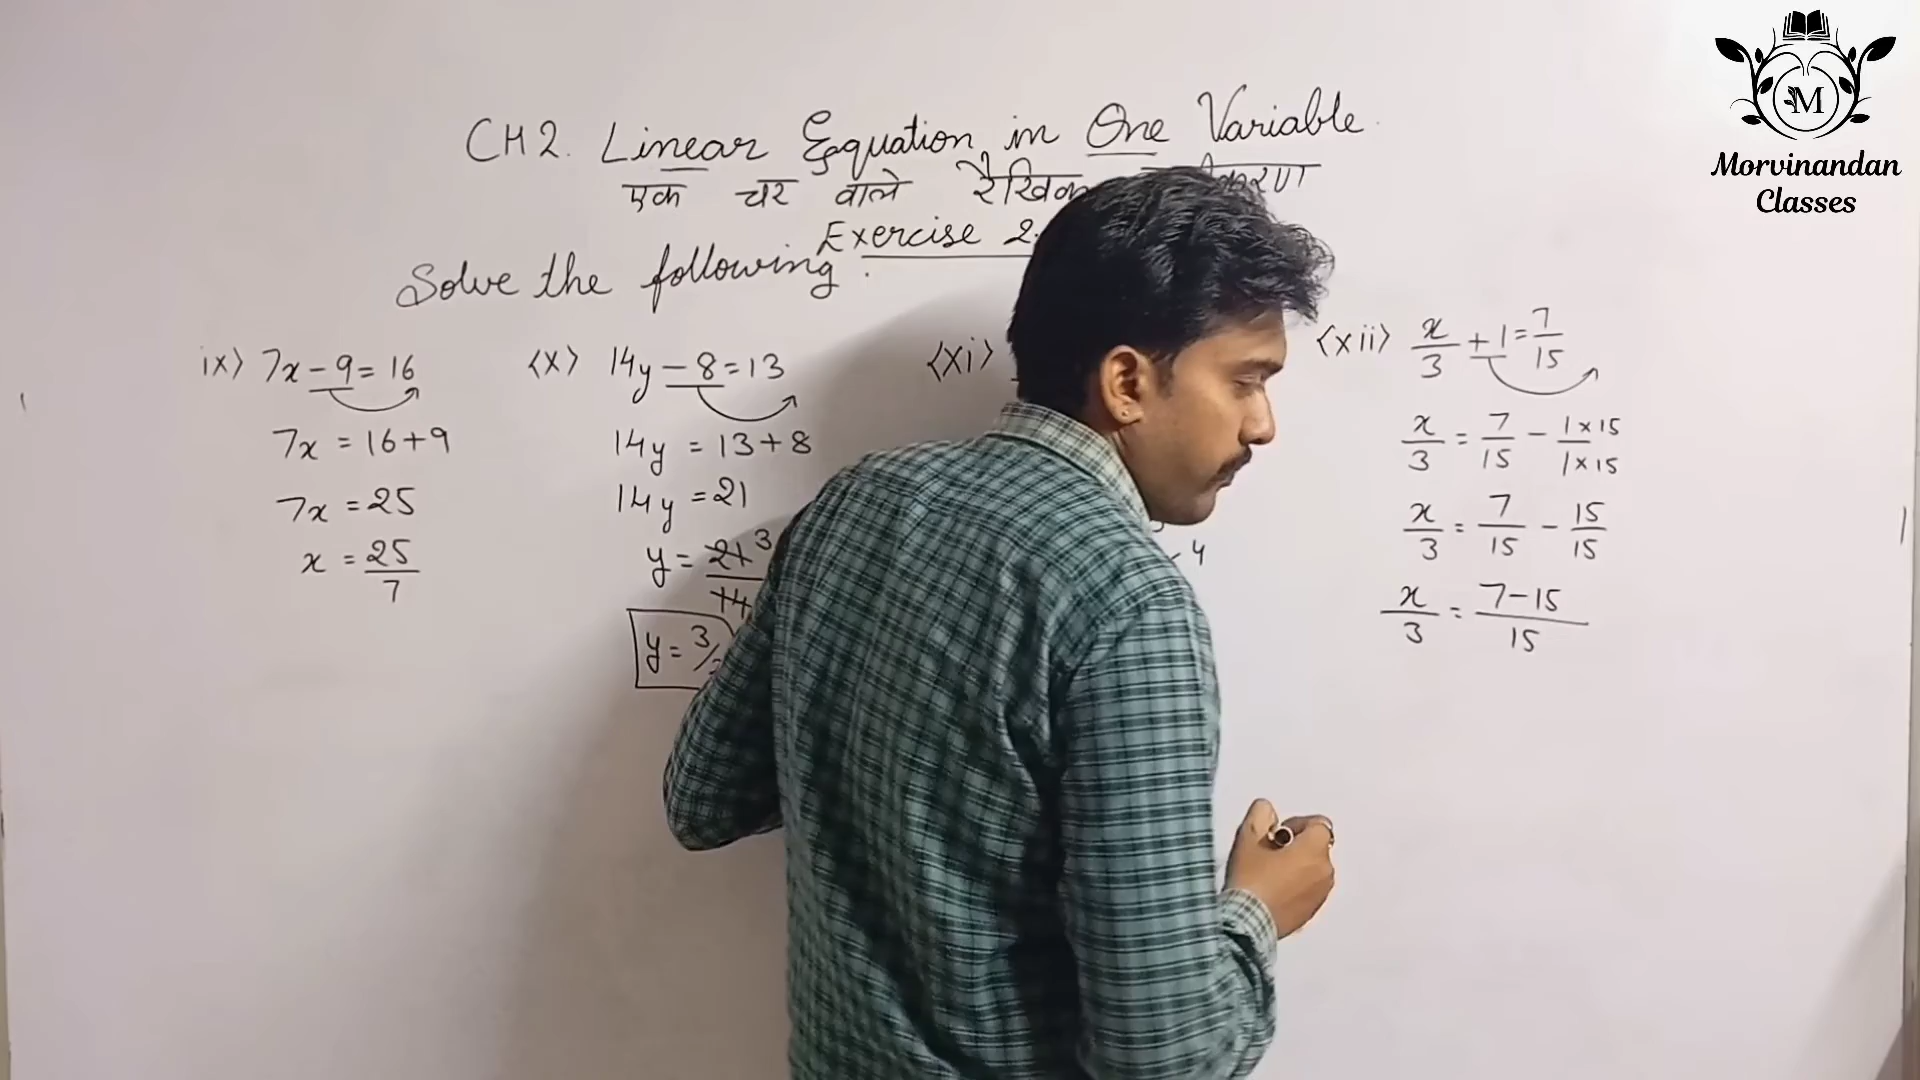 CH 2. Linear Equation in One Variable
एक चर वाले
Exercise 2.
Solve the following
ix) 7x - 9 = 16
7x = 16 + 9
7x = 25
x = 25/7
(x) 14y - 8 = 13
14y = 13 + 8
14y = 21
y = 21 3 / 14
y = 3/
(xi)
4
(xii) x/3 + 1 = 7/15
x/3 = 7/15 - 1 × 15 / 1 × 15
x/3 = 7/15 - 15/15
x/3 = 7 - 15 / 15
M
Morvinandan
Classes